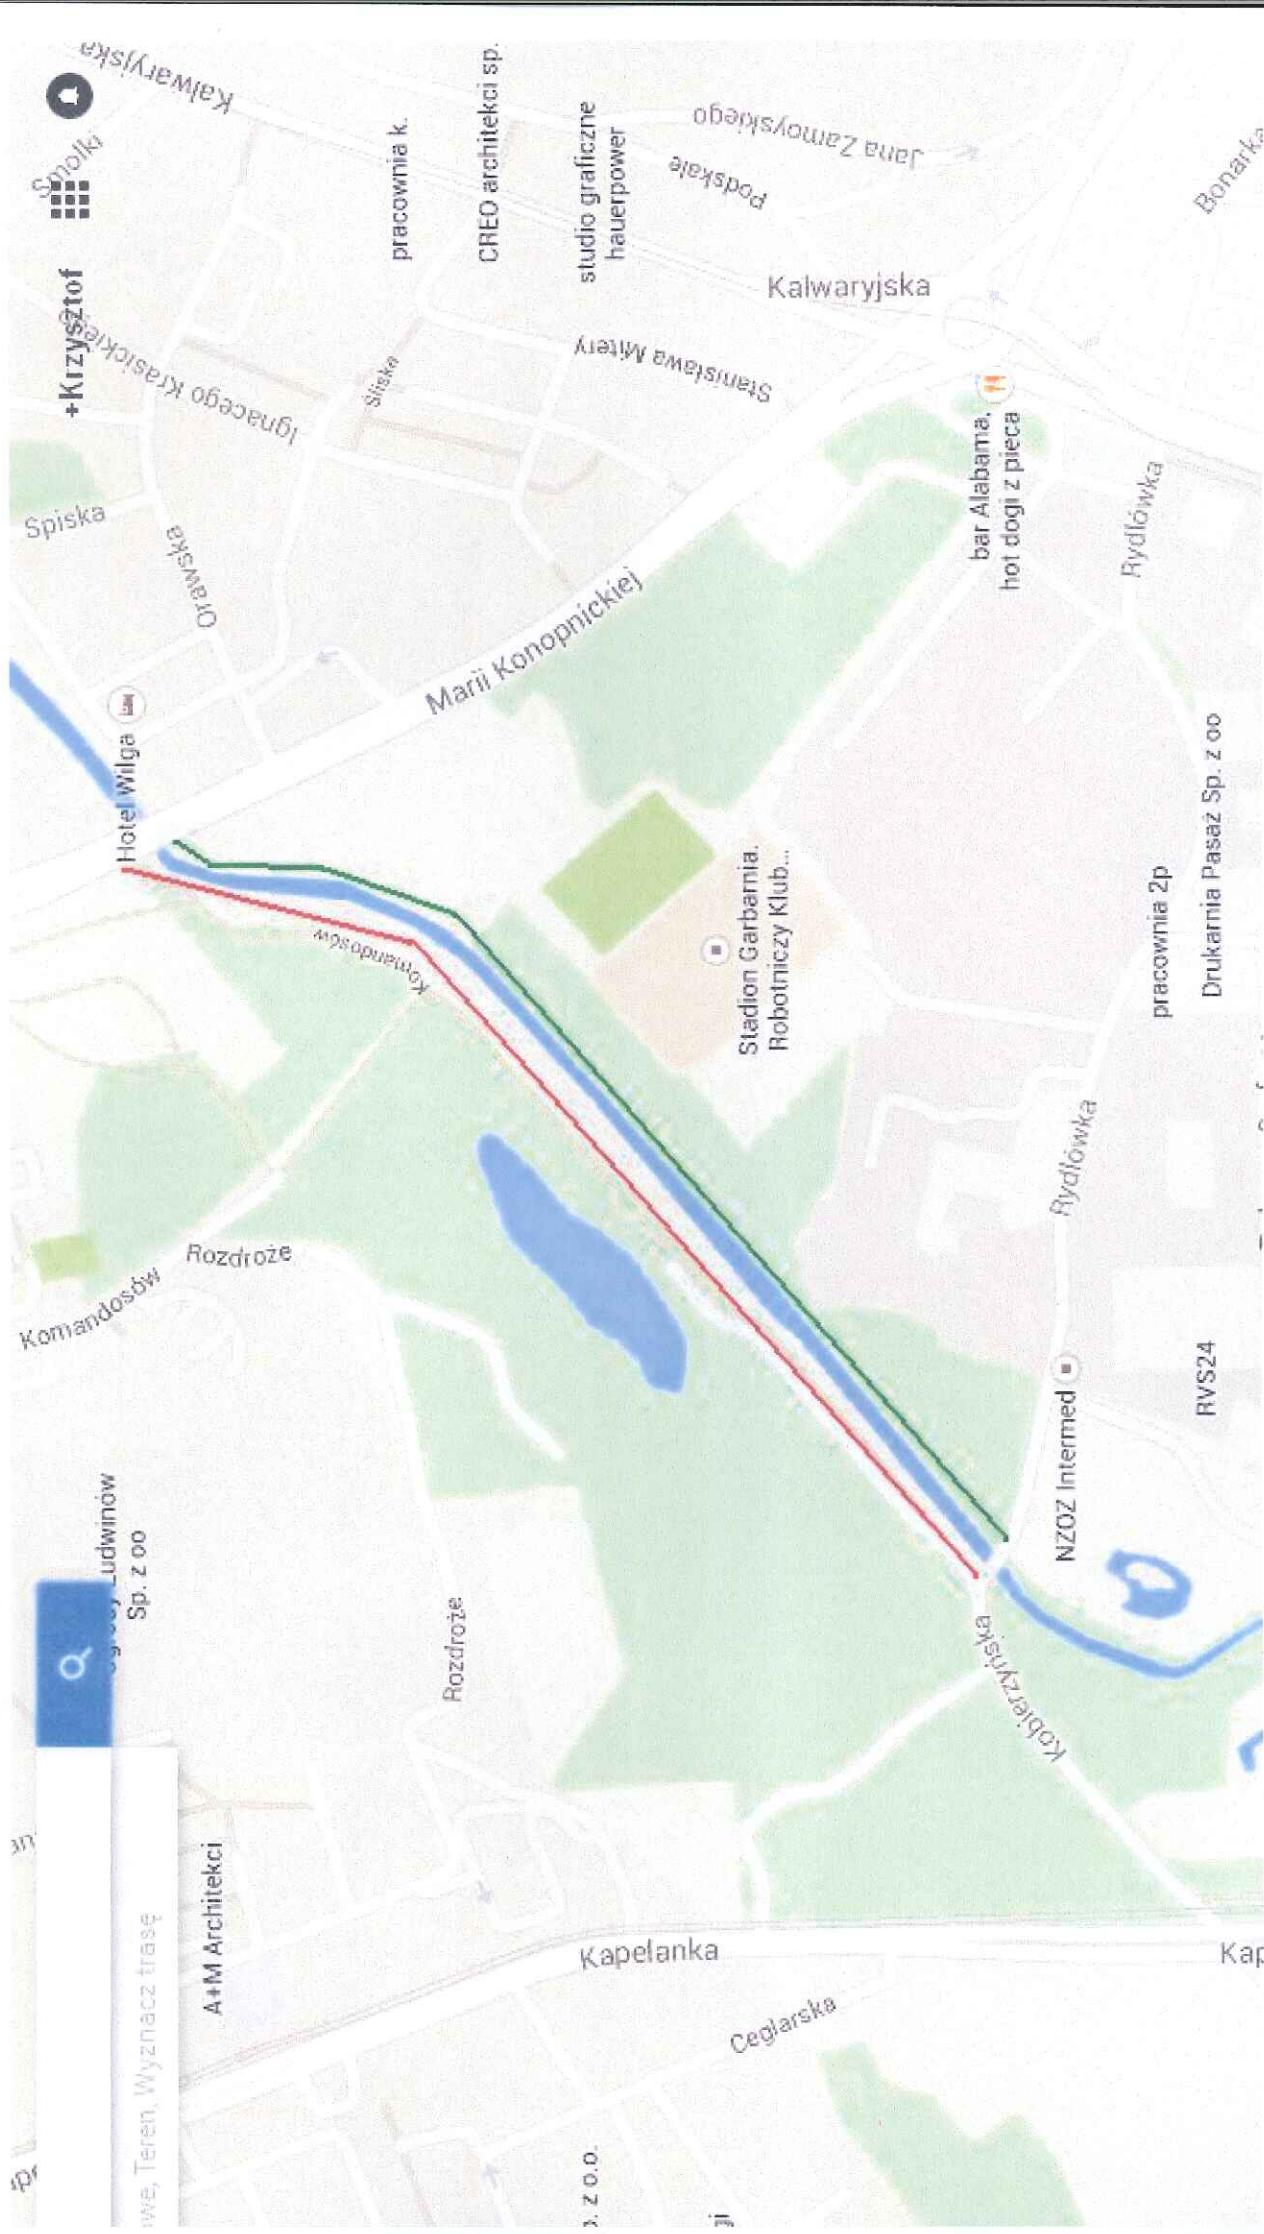 +Krzysztof
Smolki
Kalwaryjska
Spiska
Orawska
Śliska
pracownia k.
CREO architekci sp.
studio graficzne
hauerpower
Podskale
Jana Zamoyskiego
Stanisława Mitery
Kalwaryjska
Bonarka
Hotel Wilga
Marii Konopnickiej
bar Alabama,
hot dogi z pieca
Rydlówka
Komandosów
Stadion Garbarnia.
Robotniczy Klub...
pracownia 2p
Drukarnia Pasaż Sp. z oo
Komandosów
Rozdroże
Rydlówka
NZOZ Intermed
RVS24
Ludwinów
Sp. z oo
Rozdroże
Kobierzyńska
A+M Architekci
Teren, Wyznacz trasę
Kapelanka
Ceglarska
Kap
z o.o.